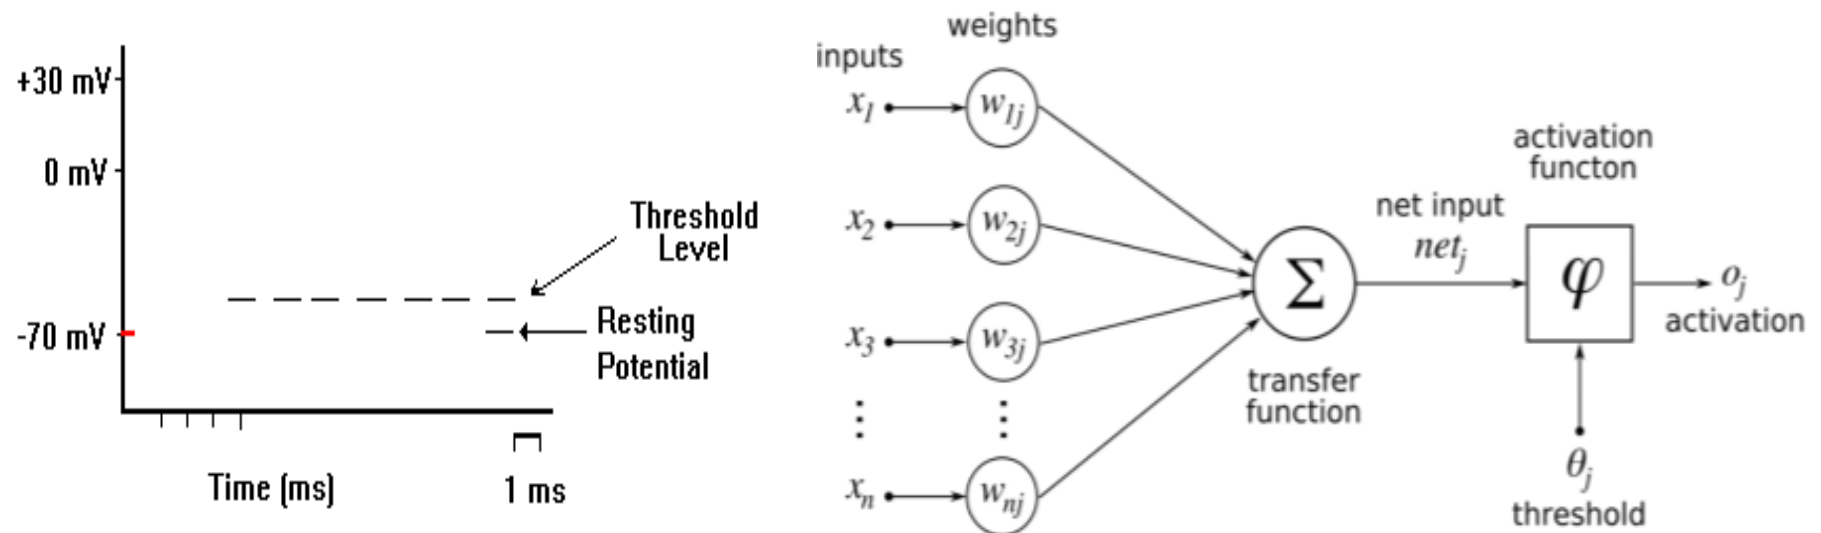 +30 mV
0 mV
-70 mV
Threshold
Level
Resting
Potential
Time (ms)
1 ms
weights
inputs
x1
w1j
x2
w2j
x3
w3j
xn
wnj
Σ
transfer
function
net input
netj
activation
functon
φ
oj
activation
θj
threshold